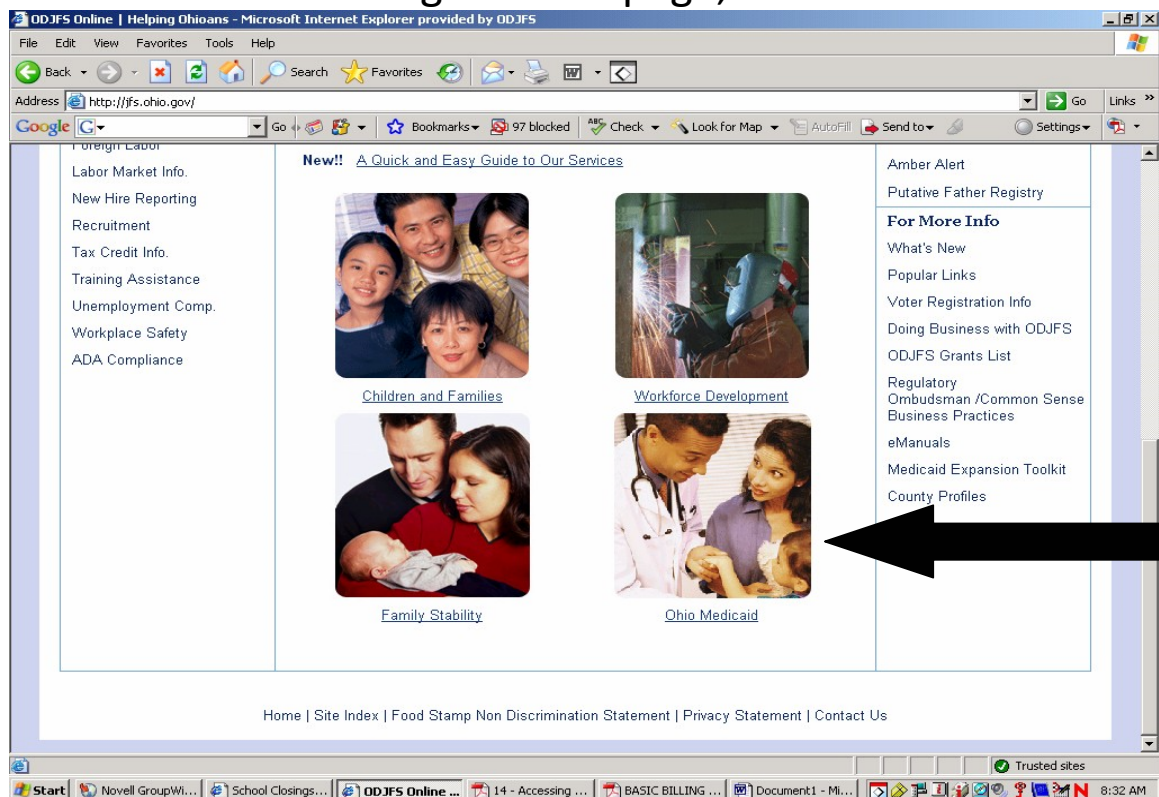 ODJFS Online | Helping Ohioans - Microsoft Internet Explorer provided by ODJFS
File Edit View Favorites Tools Help
Back Search Favorites
Address http://jfs.ohio.gov/ Go Links »
Google G Go Bookmarks 97 blocked ABC Check Look for Map AutoFill Send to Settings
Foreign Labor
Labor Market Info.
New Hire Reporting
Recruitment
Tax Credit Info.
Training Assistance
Unemployment Comp.
Workplace Safety
ADA Compliance
New!! A Quick and Easy Guide to Our Services
Children and Families
Workforce Development
Family Stability
Ohio Medicaid
Amber Alert
Putative Father Registry
For More Info
What's New
Popular Links
Voter Registration Info
Doing Business with ODJFS
ODJFS Grants List
Regulatory
Ombudsman /Common Sense
Business Practices
eManuals
Medicaid Expansion Toolkit
County Profiles
Home | Site Index | Food Stamp Non Discrimination Statement | Privacy Statement | Contact Us
Trusted sites
Start Novell GroupWi... School Closings... ODJFS Online ... 14 - Accessing ... BASIC BILLING ... Document1 - Mi... 8:32 AM